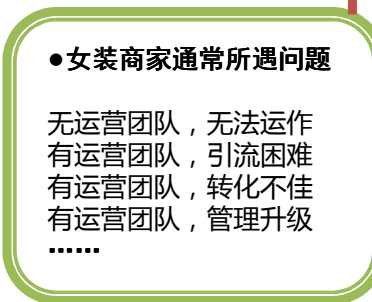 ●女装商家通常所遇问题
无运营团队，无法运作
有运营团队，引流困难
有运营团队，转化不佳
有运营团队，管理升级
……